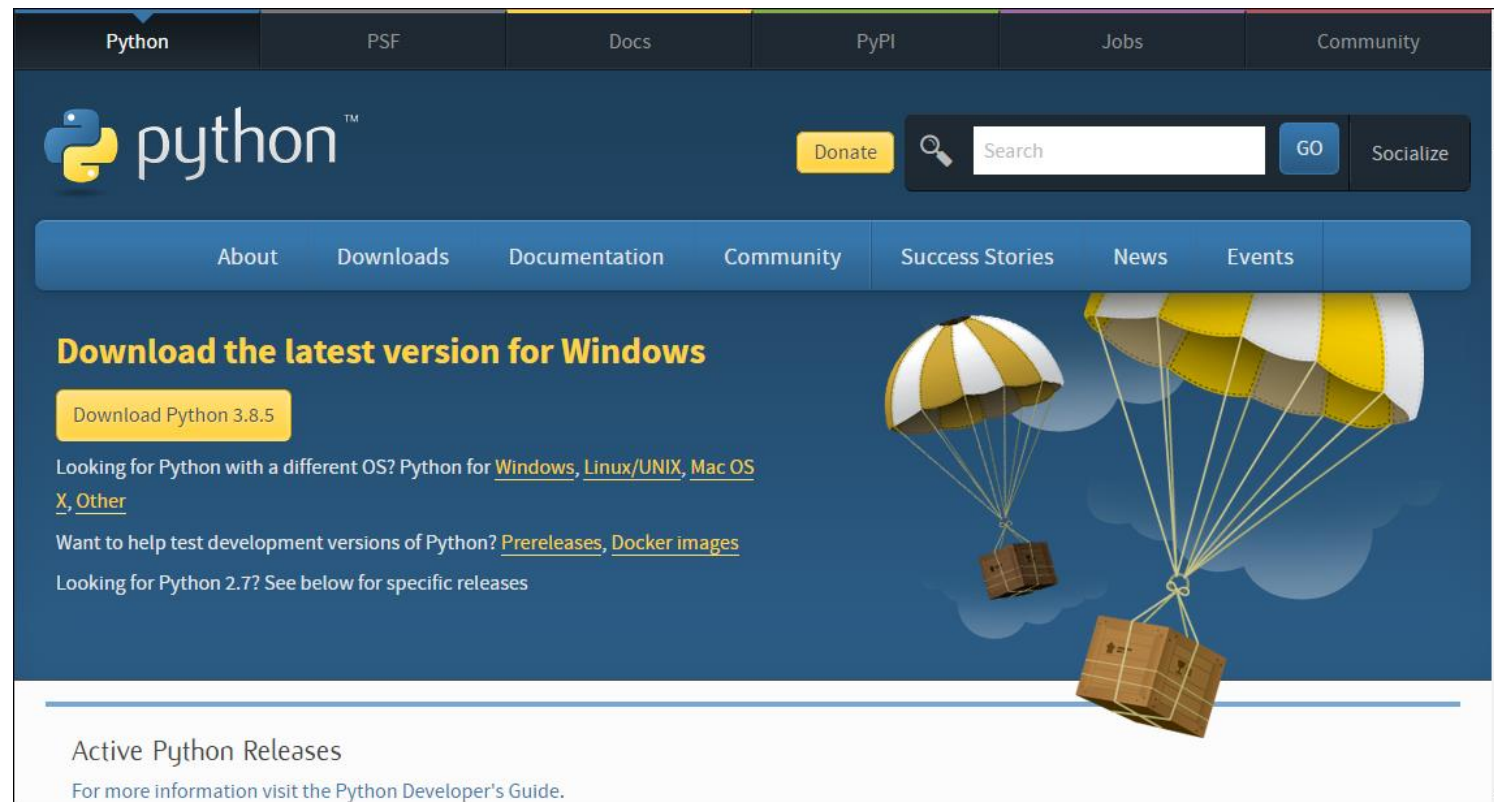 Python PSF Docs PyPI Jobs Community
python™
Donate Search GO Socialize
About Downloads Documentation Community Success Stories News Events
Download the latest version for Windows
Download Python 3.8.5
Looking for Python with a different OS? Python for Windows, Linux/UNIX, Mac OS
X, Other
Want to help test development versions of Python? Prereleases, Docker images
Looking for Python 2.7? See below for specific releases
Active Python Releases
For more information visit the Python Developer's Guide.